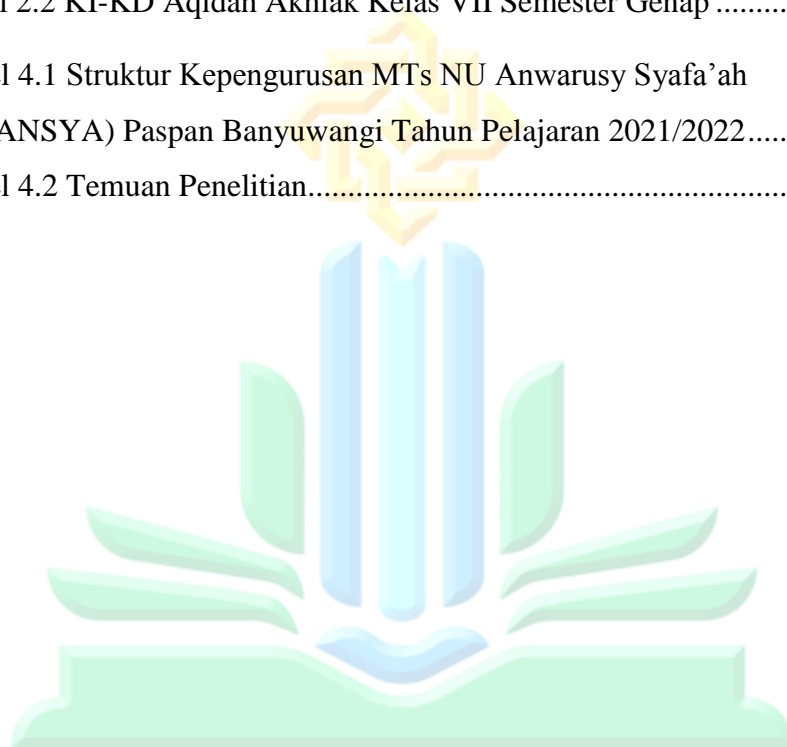 l 2.2 KI-KD Aqidah Akhlak Kelas VII Semester Genap .........
l 4.1 Struktur Kepengurusan MTs NU Anwarusy Syafa’ah
ANSYA) Paspan Banyuwangi Tahun Pelajaran 2021/2022.....
el 4.2 Temuan Penelitian............................................................